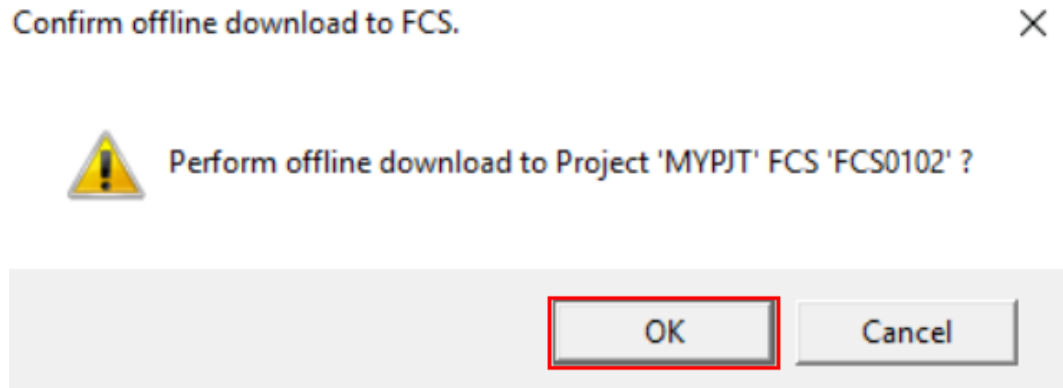 Confirm offline download to FCS.
Perform offline download to Project 'MYPJT' FCS 'FCS0102' ?
OK
Cancel